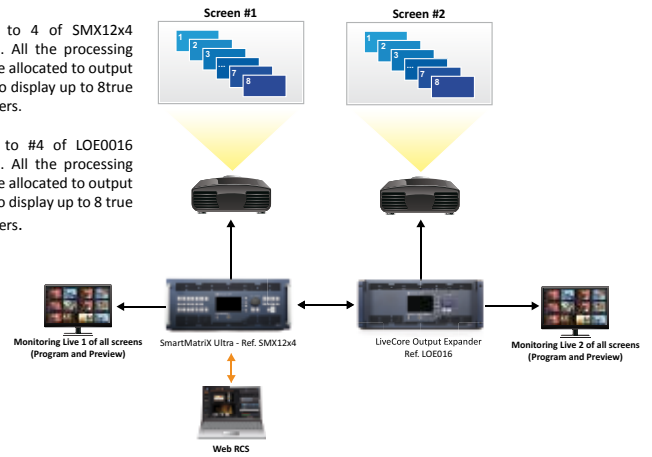 Screen #1
Screen #2
to 4 of SMX12x4
. All the processing
e allocated to output
o display up to 8true
ers.
to #4 of LOE0016
. All the processing
e allocated to output
o display up to 8 true
ers.
1
2
3
...
7
8
1
2
3
...
7
8
Monitoring Live 1 of all screens
(Program and Preview)
SmartMatriX Ultra - Ref. SMX12x4
LiveCore Output Expander
Ref. LOE016
Monitoring Live 2 of all screens
(Program and Preview)
Web RCS